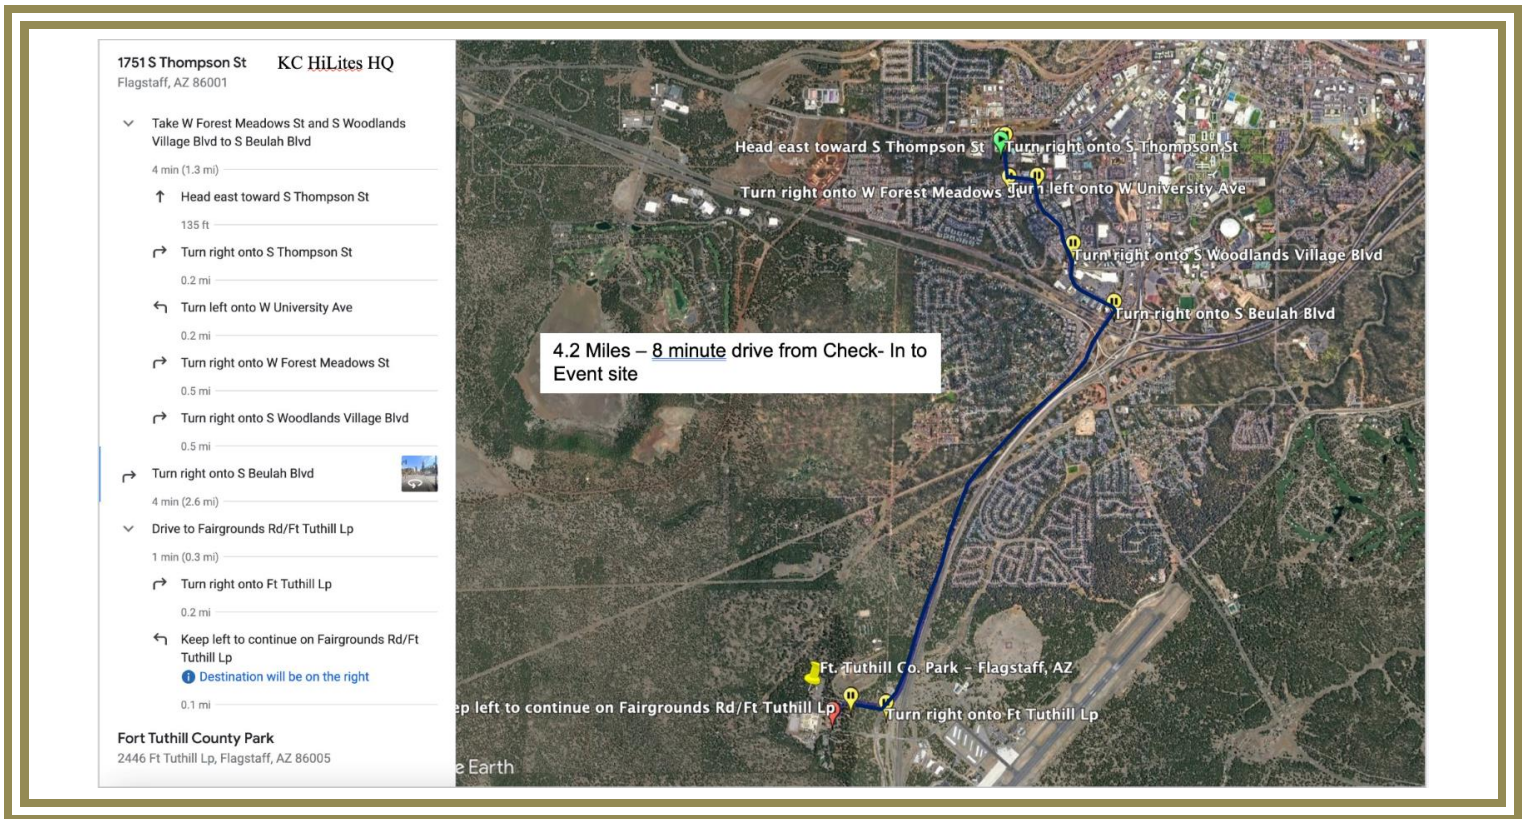 1751 S Thompson St
KC HiLites HQ
Flagstaff, AZ 86001
Take W Forest Meadows St and S Woodlands
Village Blvd to S Beulah Blvd
4 min (1.3 mi)
Head east toward S Thompson St
135 ft
Turn right onto S Thompson St
0.2 mi
Turn left onto W University Ave
0.2 mi
Turn right onto W Forest Meadows St
0.5 mi
Turn right onto S Woodlands Village Blvd
0.5 mi
Turn right onto S Beulah Blvd
4 min (2.6 mi)
Drive to Fairgrounds Rd/Ft Tuthill Lp
1 min (0.3 mi)
Turn right onto Ft Tuthill Lp
0.2 mi
Keep left to continue on Fairgrounds Rd/Ft
Tuthill Lp
Destination will be on the right
0.1 mi
Fort Tuthill County Park
2446 Ft Tuthill Lp, Flagstaff, AZ 86005
Head east toward S Thompson St
Turn right onto S Thompson St
Turn right onto W Forest Meadows St
Turn left onto W University Ave
Turn right onto S Woodlands Village Blvd
Turn right onto S Beulah Blvd
4.2 Miles – 8 minute drive from Check- In to
Event site
Ft. Tuthill Co. Park – Flagstaff, AZ
ep left to continue on Fairgrounds Rd/Ft Tuthill Lp
Turn right onto Ft Tuthill Lp
e Earth